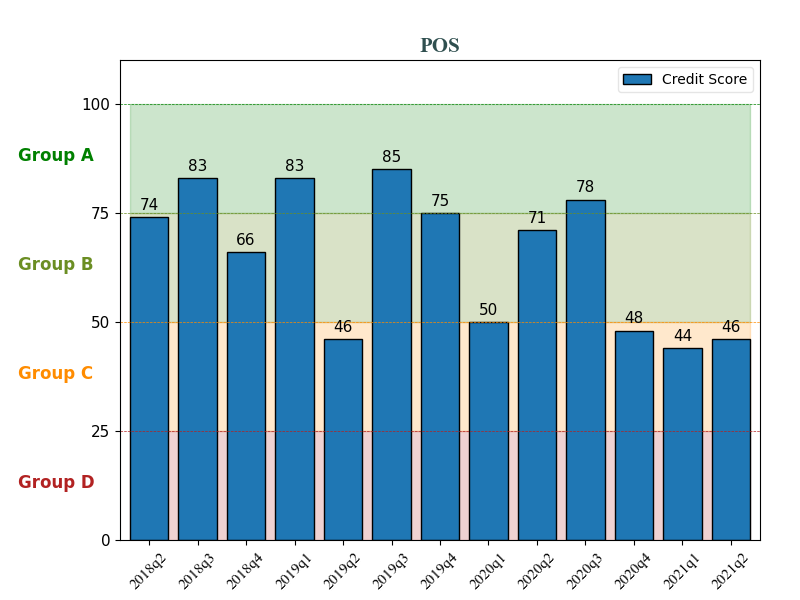 POS
Credit Score
100
Group A
85
83
83
78
74
75
75
71
66
Group B
50
50
48
46
46
44
Group C
25
Group D
0
2018q2
2018q3
2018q4
2019q1
2019q2
2019q3
2019q4
2020q1
2020q2
2020q3
2020q4
2021q1
2021q2